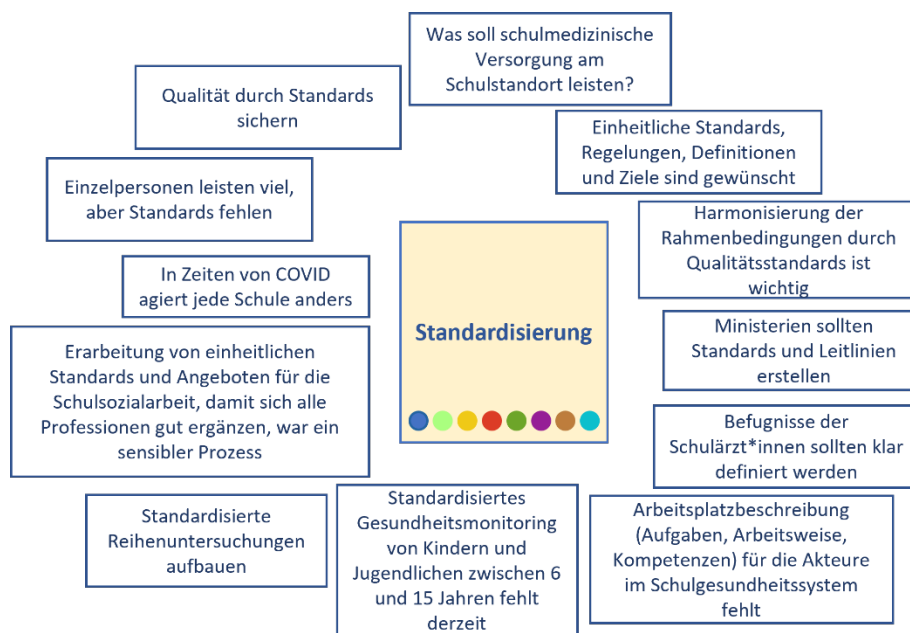 Was soll schulmedizinische
Versorgung am
Schulstandort leisten?
Qualität durch Standards
sichern
Einheitliche Standards,
Regelungen, Definitionen
und Ziele sind gewünscht
Einzelpersonen leisten viel,
aber Standards fehlen
Harmonisierung der
Rahmenbedingungen durch
Qualitätsstandards ist
wichtig
In Zeiten von COVID
agiert jede Schule anders
Standardisierung
Ministerien sollten
Standards und Leitlinien
erstellen
Erarbeitung von einheitlichen
Standards und Angeboten für die
Schulsozialarbeit, damit sich alle
Professionen gut ergänzen, war ein
sensibler Prozess
Befugnisse der
Schulärzt*innen sollten klar
definiert werden
Standardisierte
Reihenuntersuchungen
aufbauen
Standardisiertes
Gesundheitsmonitoring
von Kindern und
Jugendlichen zwischen 6
und 15 Jahren fehlt
derzeit
Arbeitsplatzbeschreibung
(Aufgaben, Arbeitsweise,
Kompetenzen) für die Akteure
im Schulgesundheitssystem
fehlt